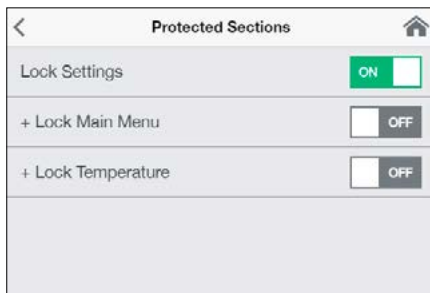 Protected Sections
Lock Settings ON
+ Lock Main Menu OFF
+ Lock Temperature OFF